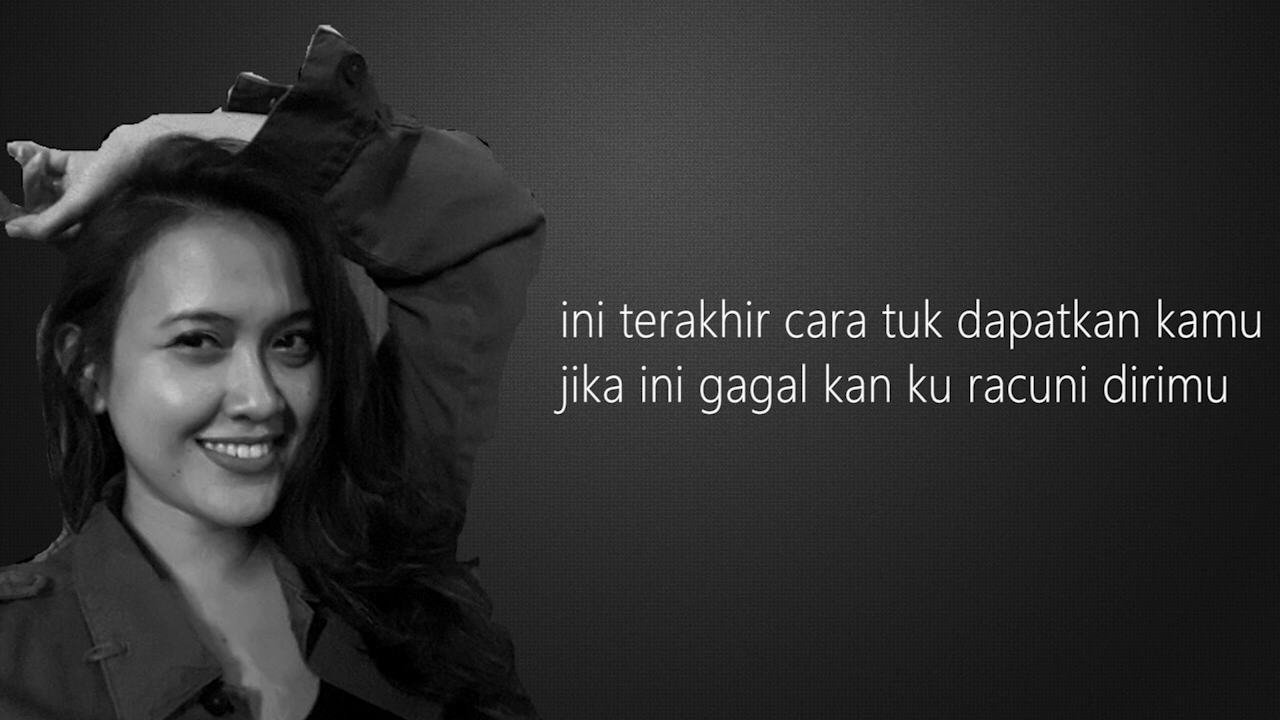 ini terakhir cara tuk dapatkan kamu
jika ini gagal kan ku racuni dirimu